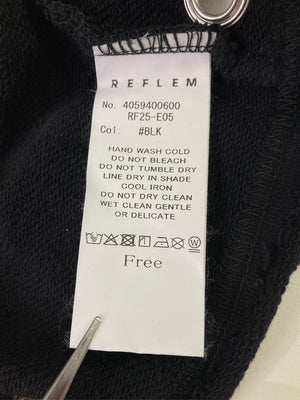 REFLEM
No. 4059400600
RF25-E05
Col. #BLK
HAND WASH COLD
DO NOT BLEACH
DO NOT TUMBLE DRY
LINE DRY IN SHADE
COOL IRON
DO NOT DRY CLEAN
WET CLEAN GENTLE
OR DELICATE
Free